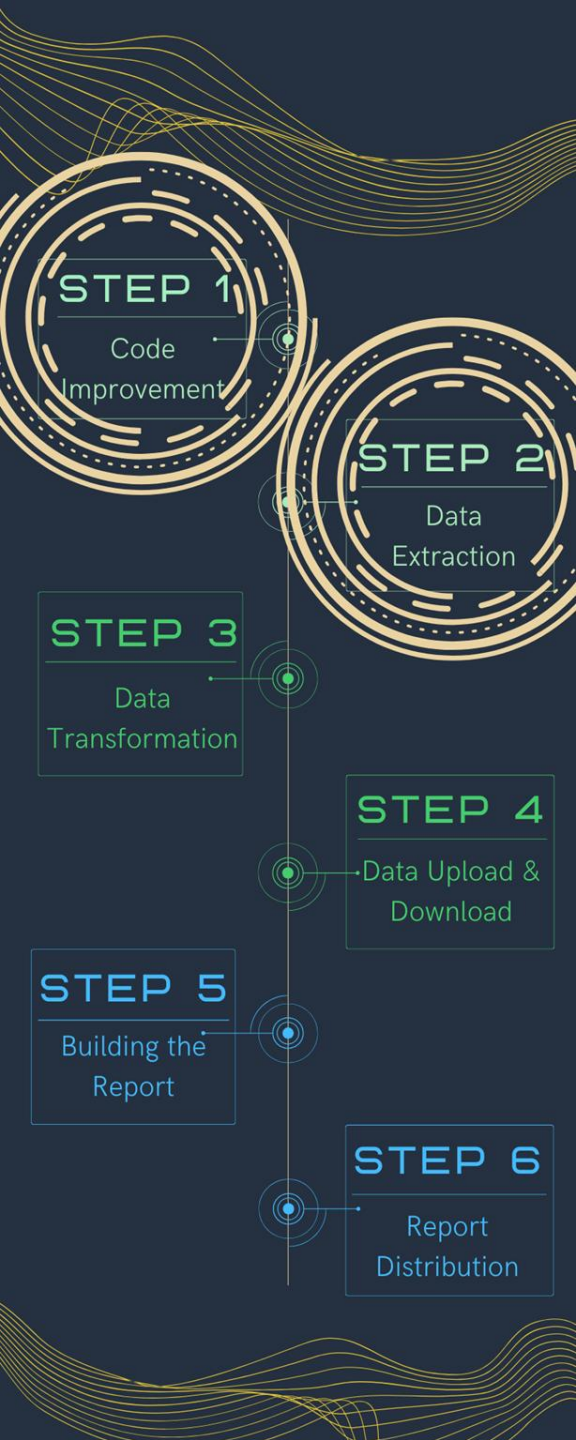 STEP 1
Code
Improvement
STEP 2
Data
Extraction
STEP 3
Data
Transformation
STEP 4
Data Upload &
Download
STEP 5
Building the
Report
STEP 6
Report
Distribution